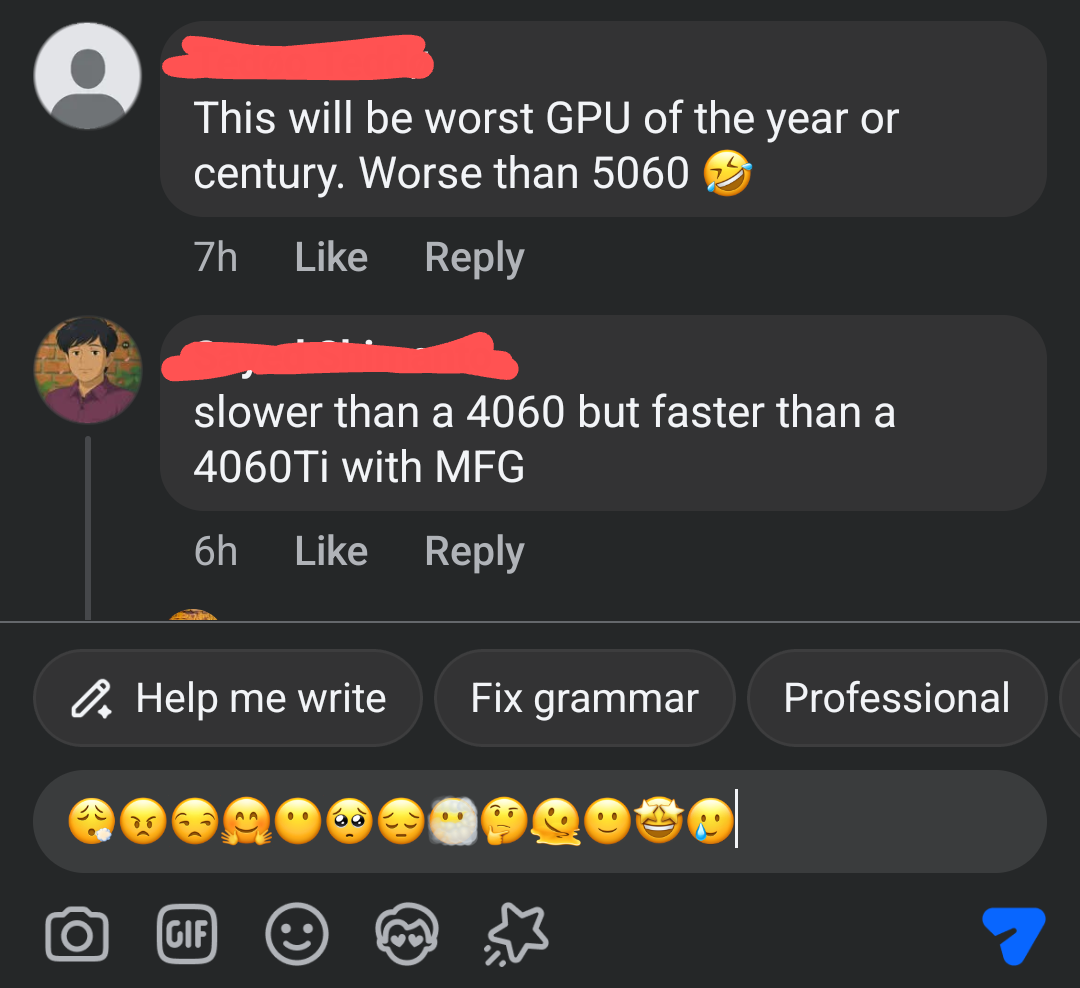 This will be worst GPU of the year or
century. Worse than 5060 🤣
7h Like Reply
slower than a 4060 but faster than a
4060Ti with MFG
6h Like Reply
Help me write Fix grammar Professional
😮‍💨😠😒🤗😶🥺😔😶‍🌫️🤔🫠🙂🤩🥲
GIF